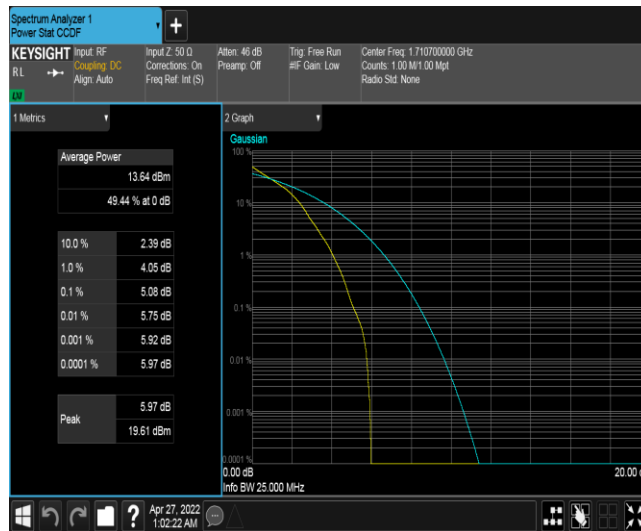 Spectrum Analyzer 1
Power Stat CCDF
+
KEYSIGHT
RL
Input: RF
Coupling: DC
Align: Auto
Input Z: 50 Ω
Corrections: On
Freq Ref: Int (S)
Atten: 46 dB
Preamp: Off
Trig: Free Run
#IF Gain: Low
Center Freq: 1.710700000 GHz
Counts: 1.00 M/1.00 Mpt
Radio Std: None
1 Metrics
Average Power
13.64 dBm
49.44 % at 0 dB
10.0 % 2.39 dB
1.0 % 4.05 dB
0.1 % 5.08 dB
0.01 % 5.75 dB
0.001 % 5.92 dB
0.0001 % 5.97 dB
Peak
5.97 dB
19.61 dBm
2 Graph
Gaussian
100 %
10 %
1 %
0.1 %
0.01 %
0.001 %
0.0001 %
0.00 dB
20.00
Info BW 25.000 MHz
?
Apr 27, 2022
1:02:22 AM